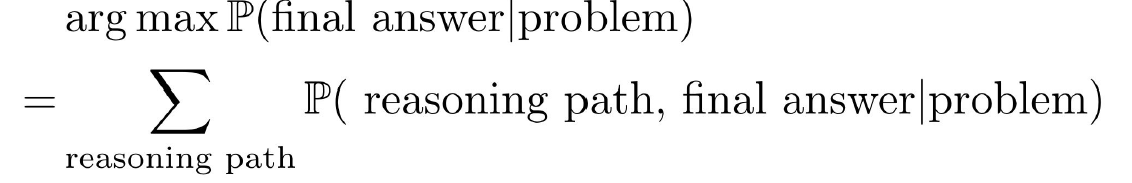 arg max ℙ(final answer|problem)
= ∑ ℙ( reasoning path, final answer|problem)
reasoning path